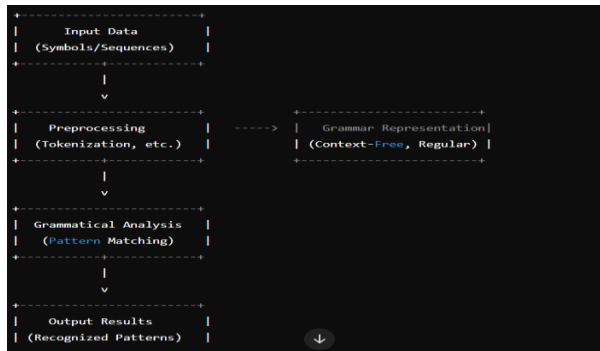 Input Data
(Symbols/Sequences)
Preprocessing
(Tokenization, etc.)
----->
Grammar Representation
(Context-Free, Regular)
Grammatical Analysis
(Pattern Matching)
Output Results
(Recognized Patterns)